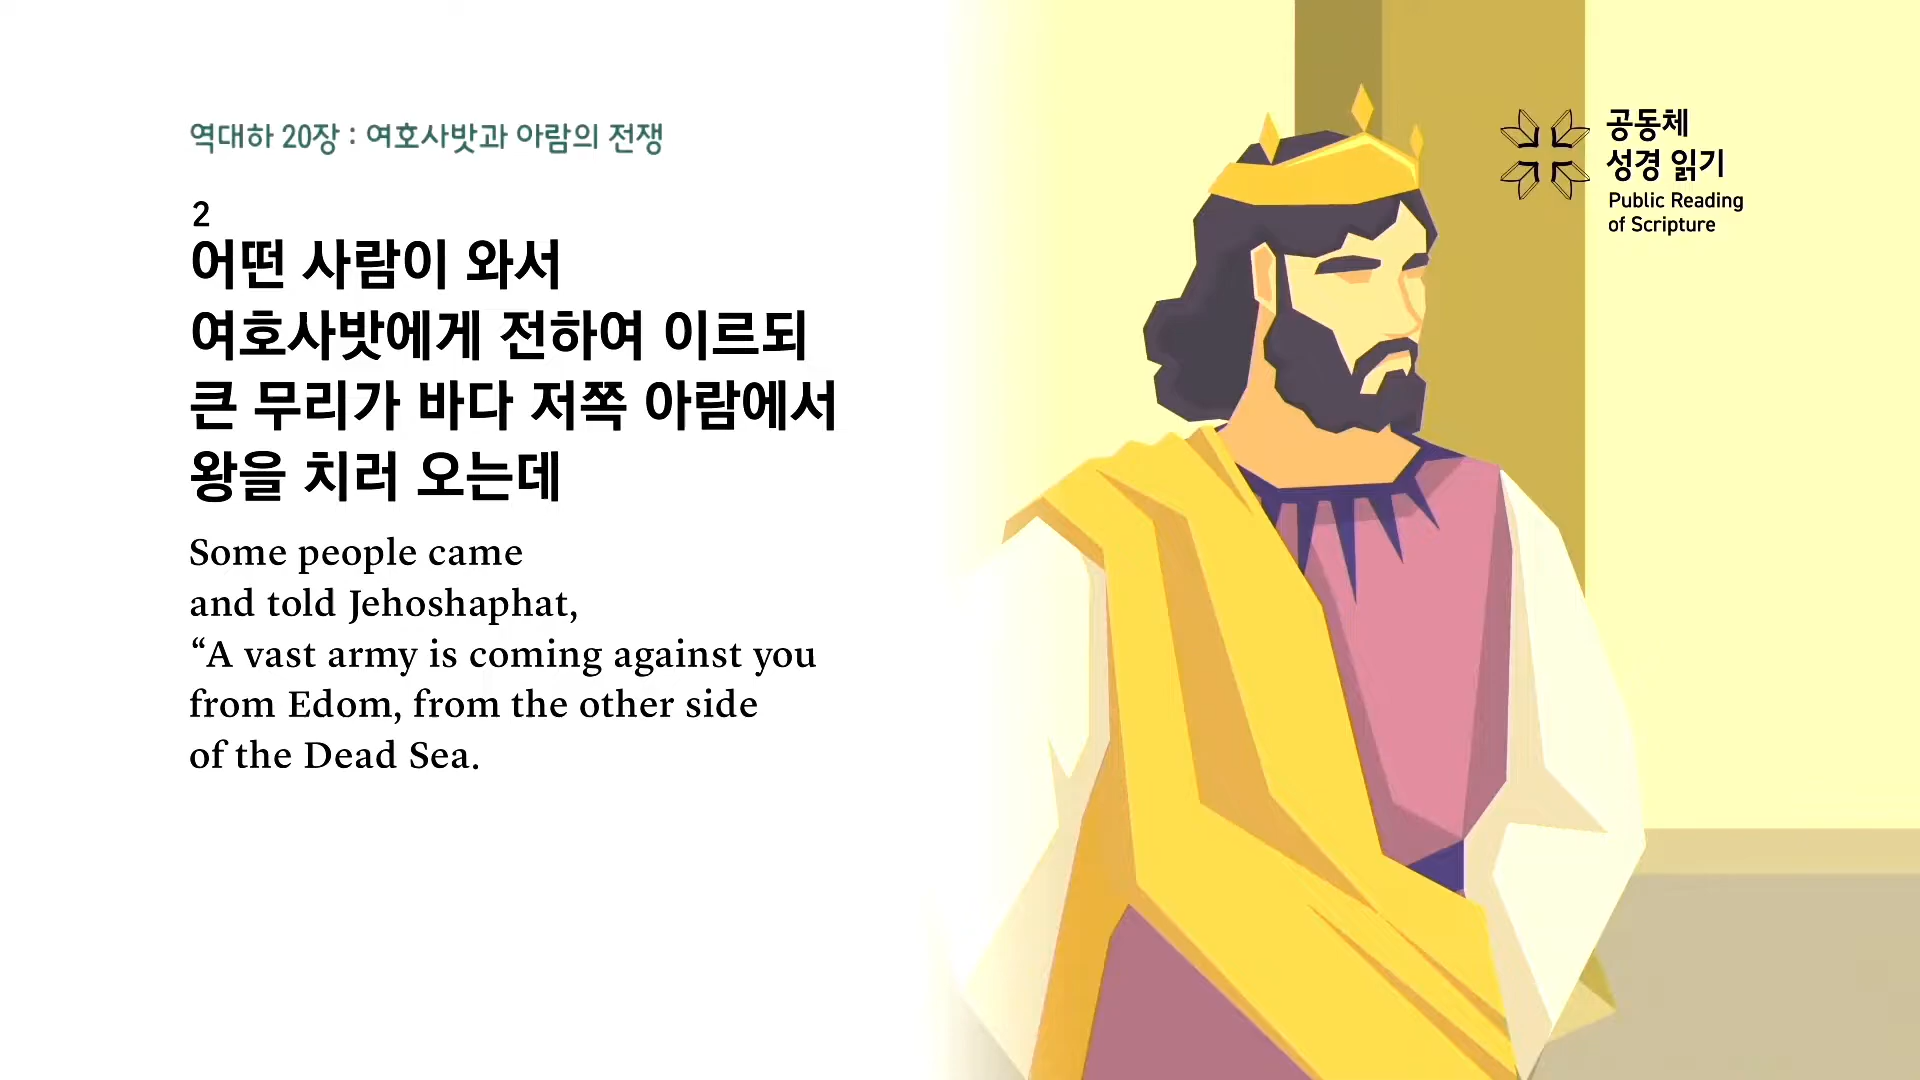 역대하 20장 : 여호사밧과 아람의 전쟁
2
어떤 사람이 와서
여호사밧에게 전하여 이르되
큰 무리가 바다 저쪽 아람에서
왕을 치러 오는데
Some people came
and told Jehoshaphat,
“A vast army is coming against you
from Edom, from the other side
of the Dead Sea.
공동체
성경 읽기
Public Reading
of Scripture